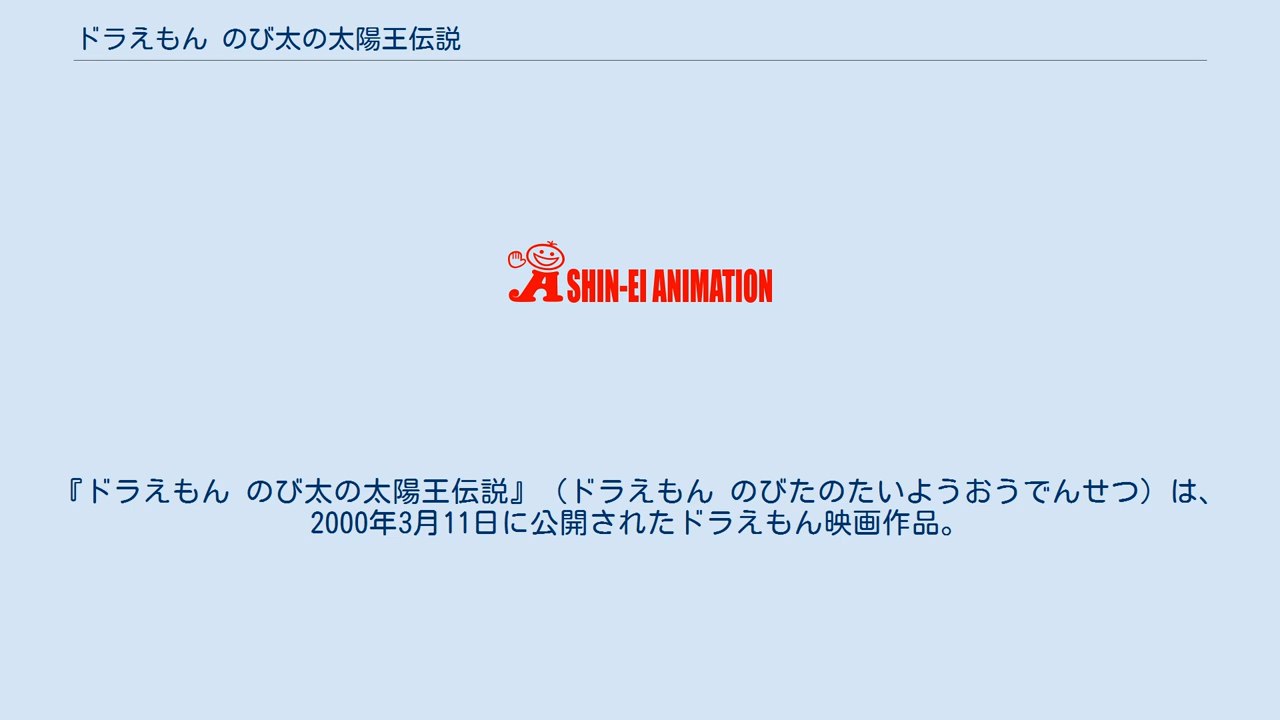 ドラえもん のび太の太陽王伝説
SHIN-EI ANIMATION
『ドラえもん のび太の太陽王伝説』（ドラえもん のびたのたいようおうでんせつ）は、
2000年3月11日に公開されたドラえもん映画作品。